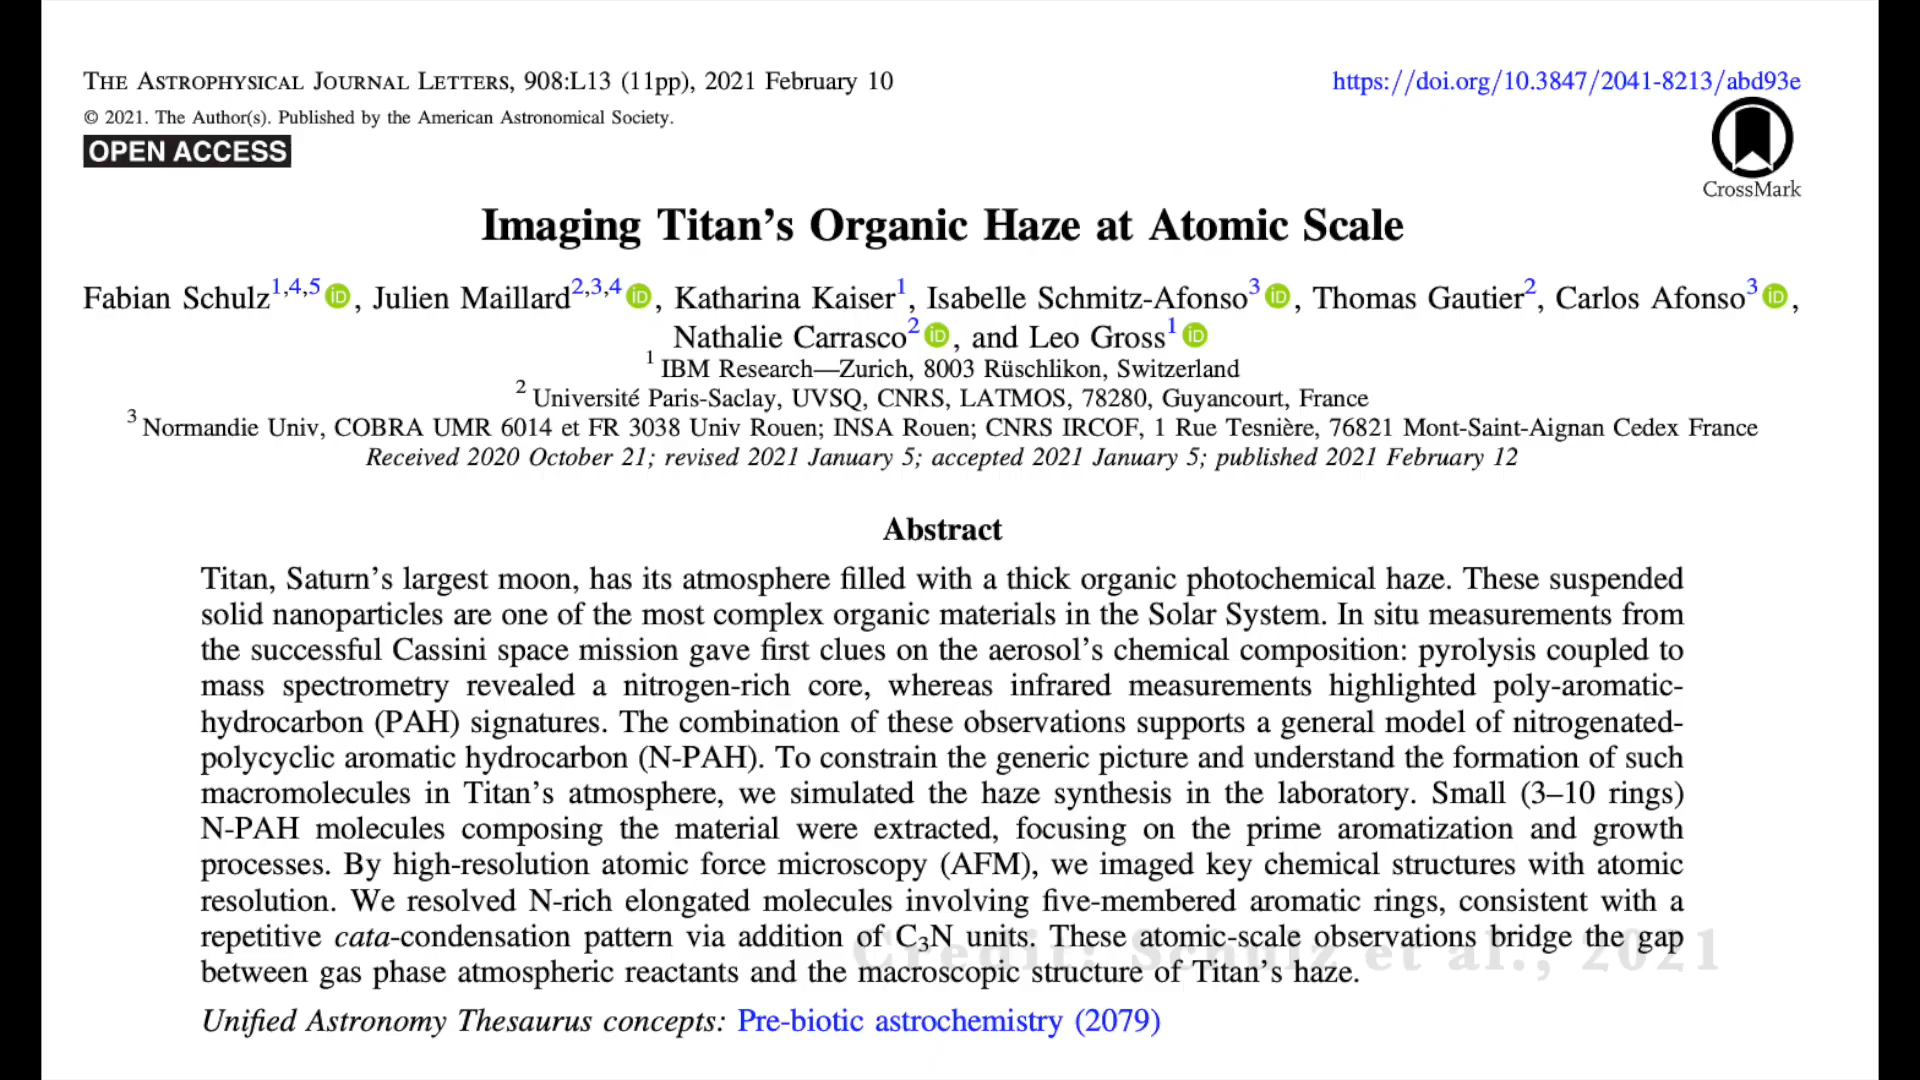 THE ASTROPHYSICAL JOURNAL LETTERS, 908:L13 (11pp), 2021 February 10
https://doi.org/10.3847/2041-8213/abd93e
© 2021. The Author(s). Published by the American Astronomical Society.
OPEN ACCESS
CrossMark
Imaging Titan's Organic Haze at Atomic Scale
Fabian Schulz1,4,5 iD, Julien Maillard2,3,4 iD, Katharina Kaiser1, Isabelle Schmitz-Afonso3 iD, Thomas Gautier2, Carlos Afonso3 iD,
Nathalie Carrasco2 iD, and Leo Gross1 iD
1 IBM Research—Zurich, 8003 Rüschlikon, Switzerland
2 Université Paris-Saclay, UVSQ, CNRS, LATMOS, 78280, Guyancourt, France
3 Normandie Univ, COBRA UMR 6014 et FR 3038 Univ Rouen; INSA Rouen; CNRS IRCOF, 1 Rue Tesnière, 76821 Mont-Saint-Aignan Cedex France
Received 2020 October 21; revised 2021 January 5; accepted 2021 January 5; published 2021 February 12
Abstract
Titan, Saturn's largest moon, has its atmosphere filled with a thick organic photochemical haze. These suspended
solid nanoparticles are one of the most complex organic materials in the Solar System. In situ measurements from
the successful Cassini space mission gave first clues on the aerosol's chemical composition: pyrolysis coupled to
mass spectrometry revealed a nitrogen-rich core, whereas infrared measurements highlighted poly-aromatic-
hydrocarbon (PAH) signatures. The combination of these observations supports a general model of nitrogenated-
polycyclic aromatic hydrocarbon (N-PAH). To constrain the generic picture and understand the formation of such
macromolecules in Titan's atmosphere, we simulated the haze synthesis in the laboratory. Small (3–10 rings)
N-PAH molecules composing the material were extracted, focusing on the prime aromatization and growth
processes. By high-resolution atomic force microscopy (AFM), we imaged key chemical structures with atomic
resolution. We resolved N-rich elongated molecules involving five-membered aromatic rings, consistent with a
repetitive cata-condensation pattern via addition of C3N units. These atomic-scale observations bridge the gap
between gas phase atmospheric reactants and the macroscopic structure of Titan's haze.
Credit: Schulz et al., 2021
Unified Astronomy Thesaurus concepts: Pre-biotic astrochemistry (2079)